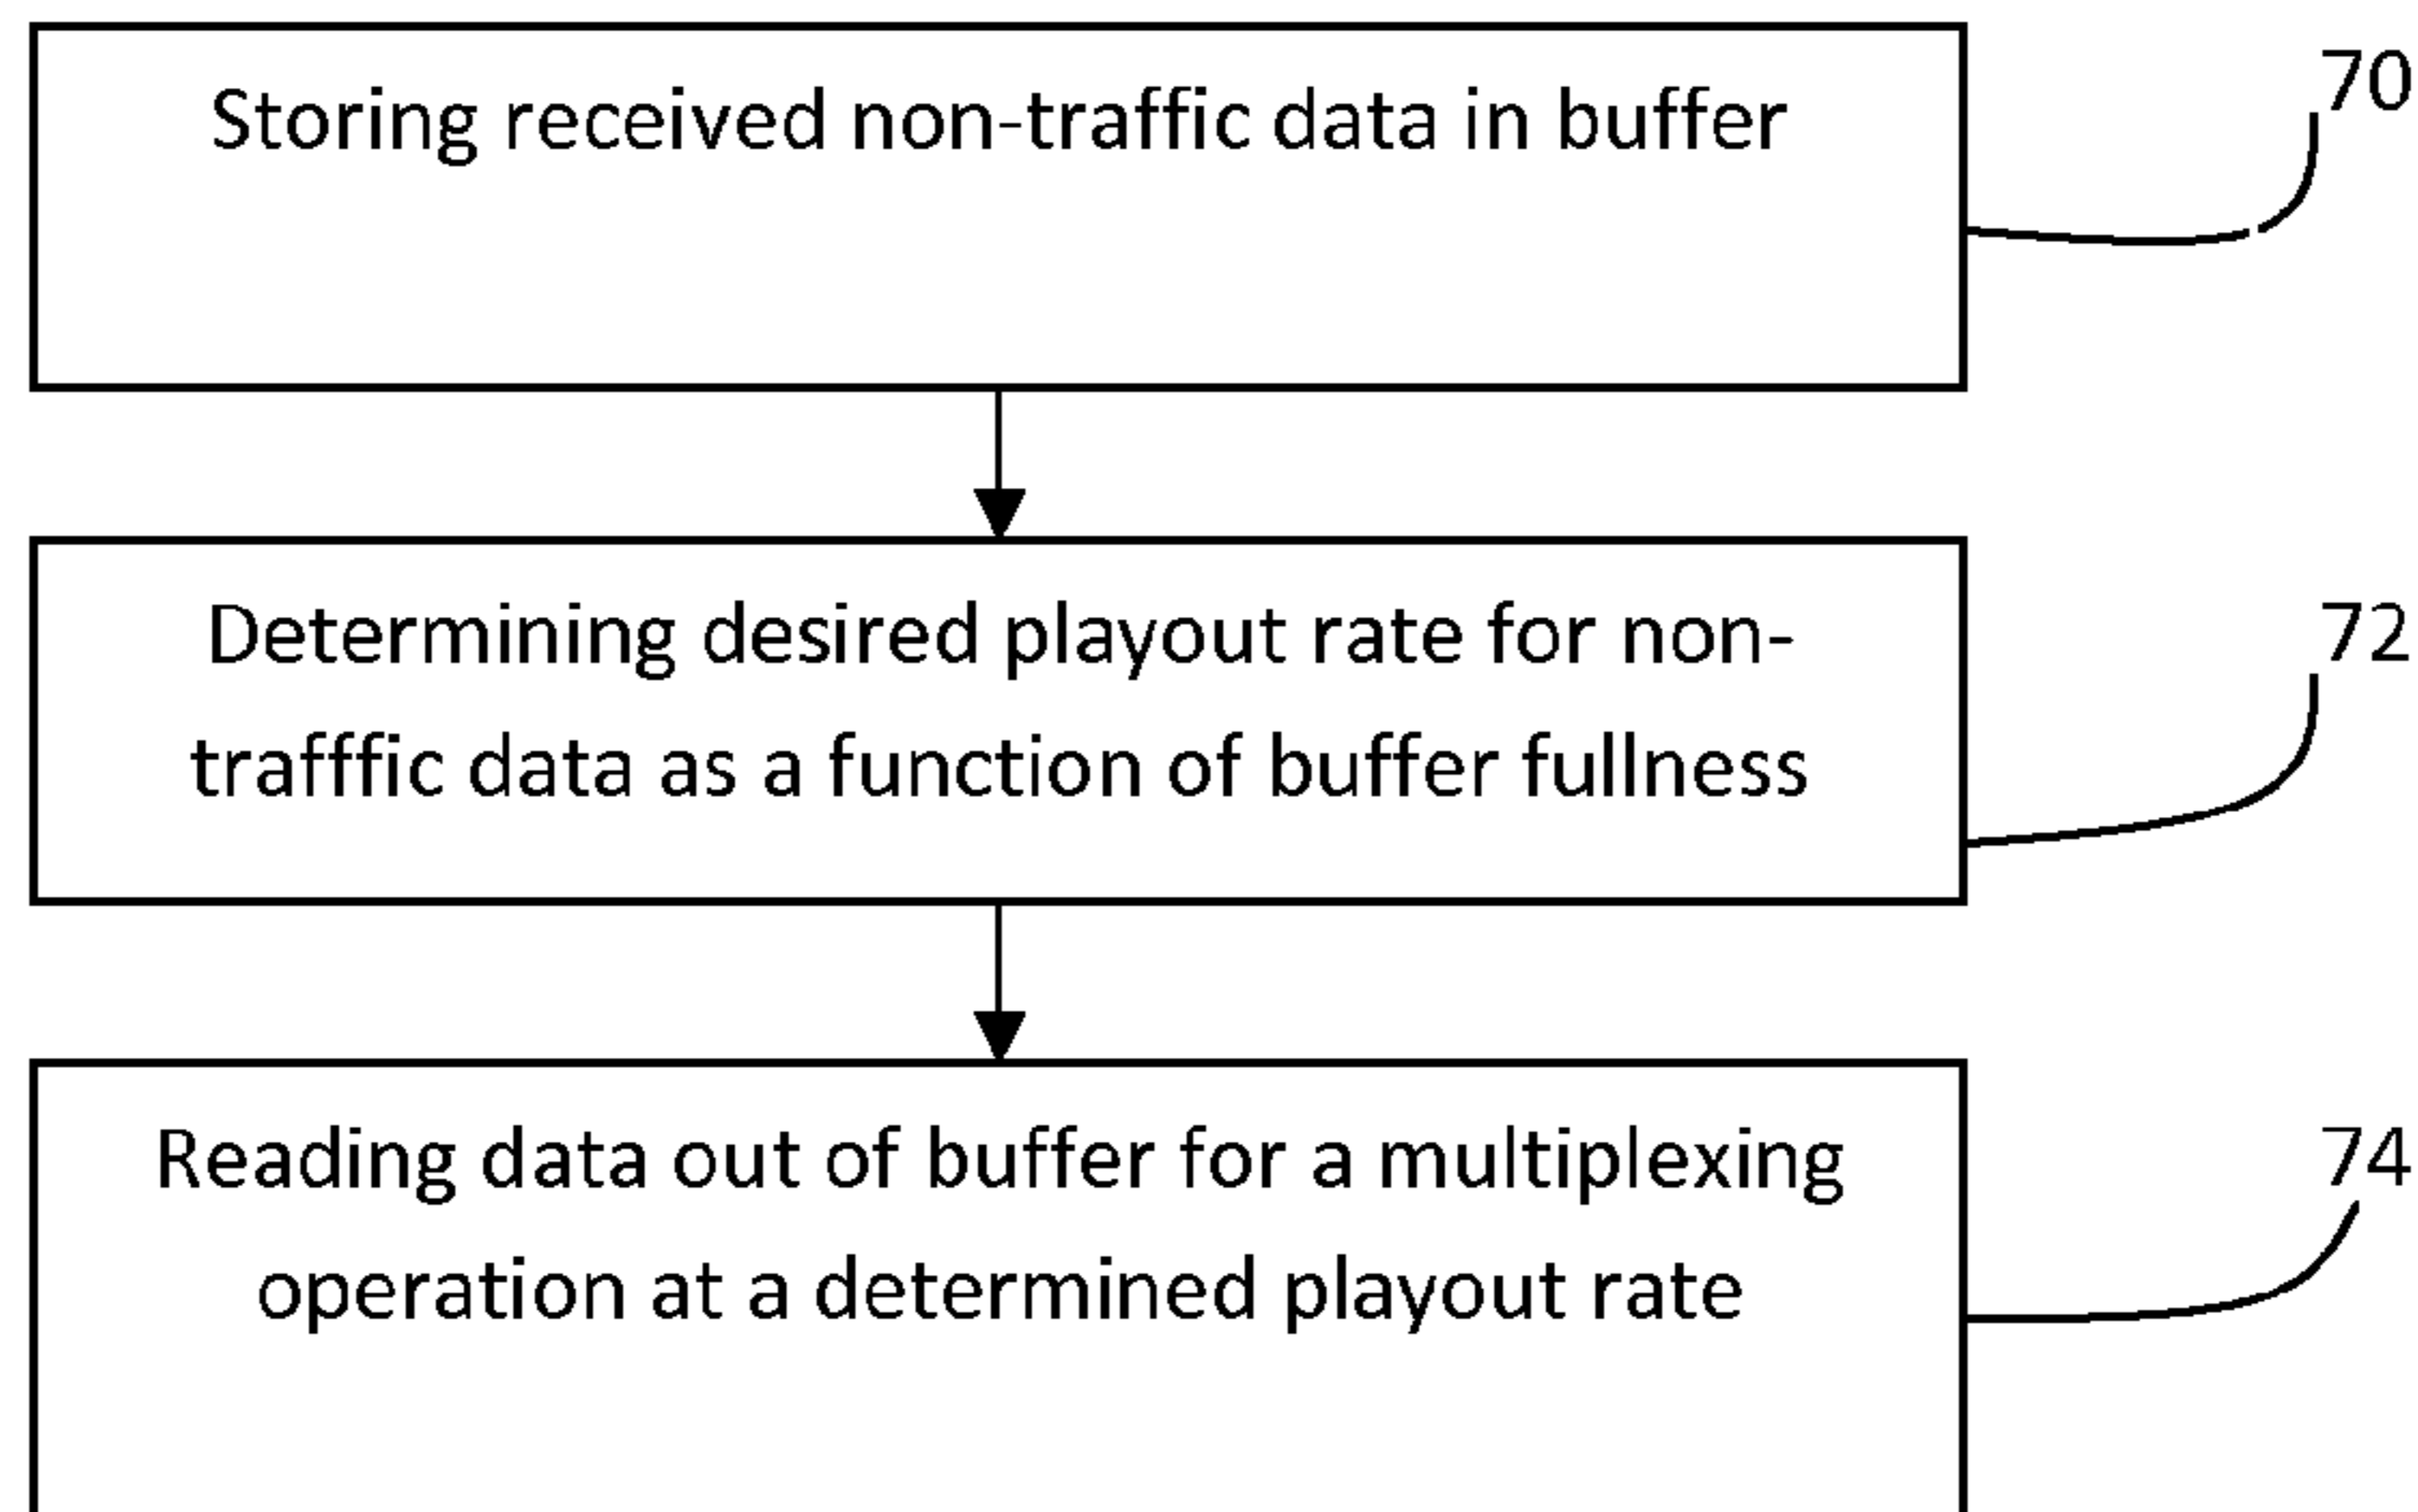 Storing received non-traffic data in buffer
70
Determining desired playout rate for non-
trafffic data as a function of buffer fullness
72
Reading data out of buffer for a multiplexing
operation at a determined playout rate
74